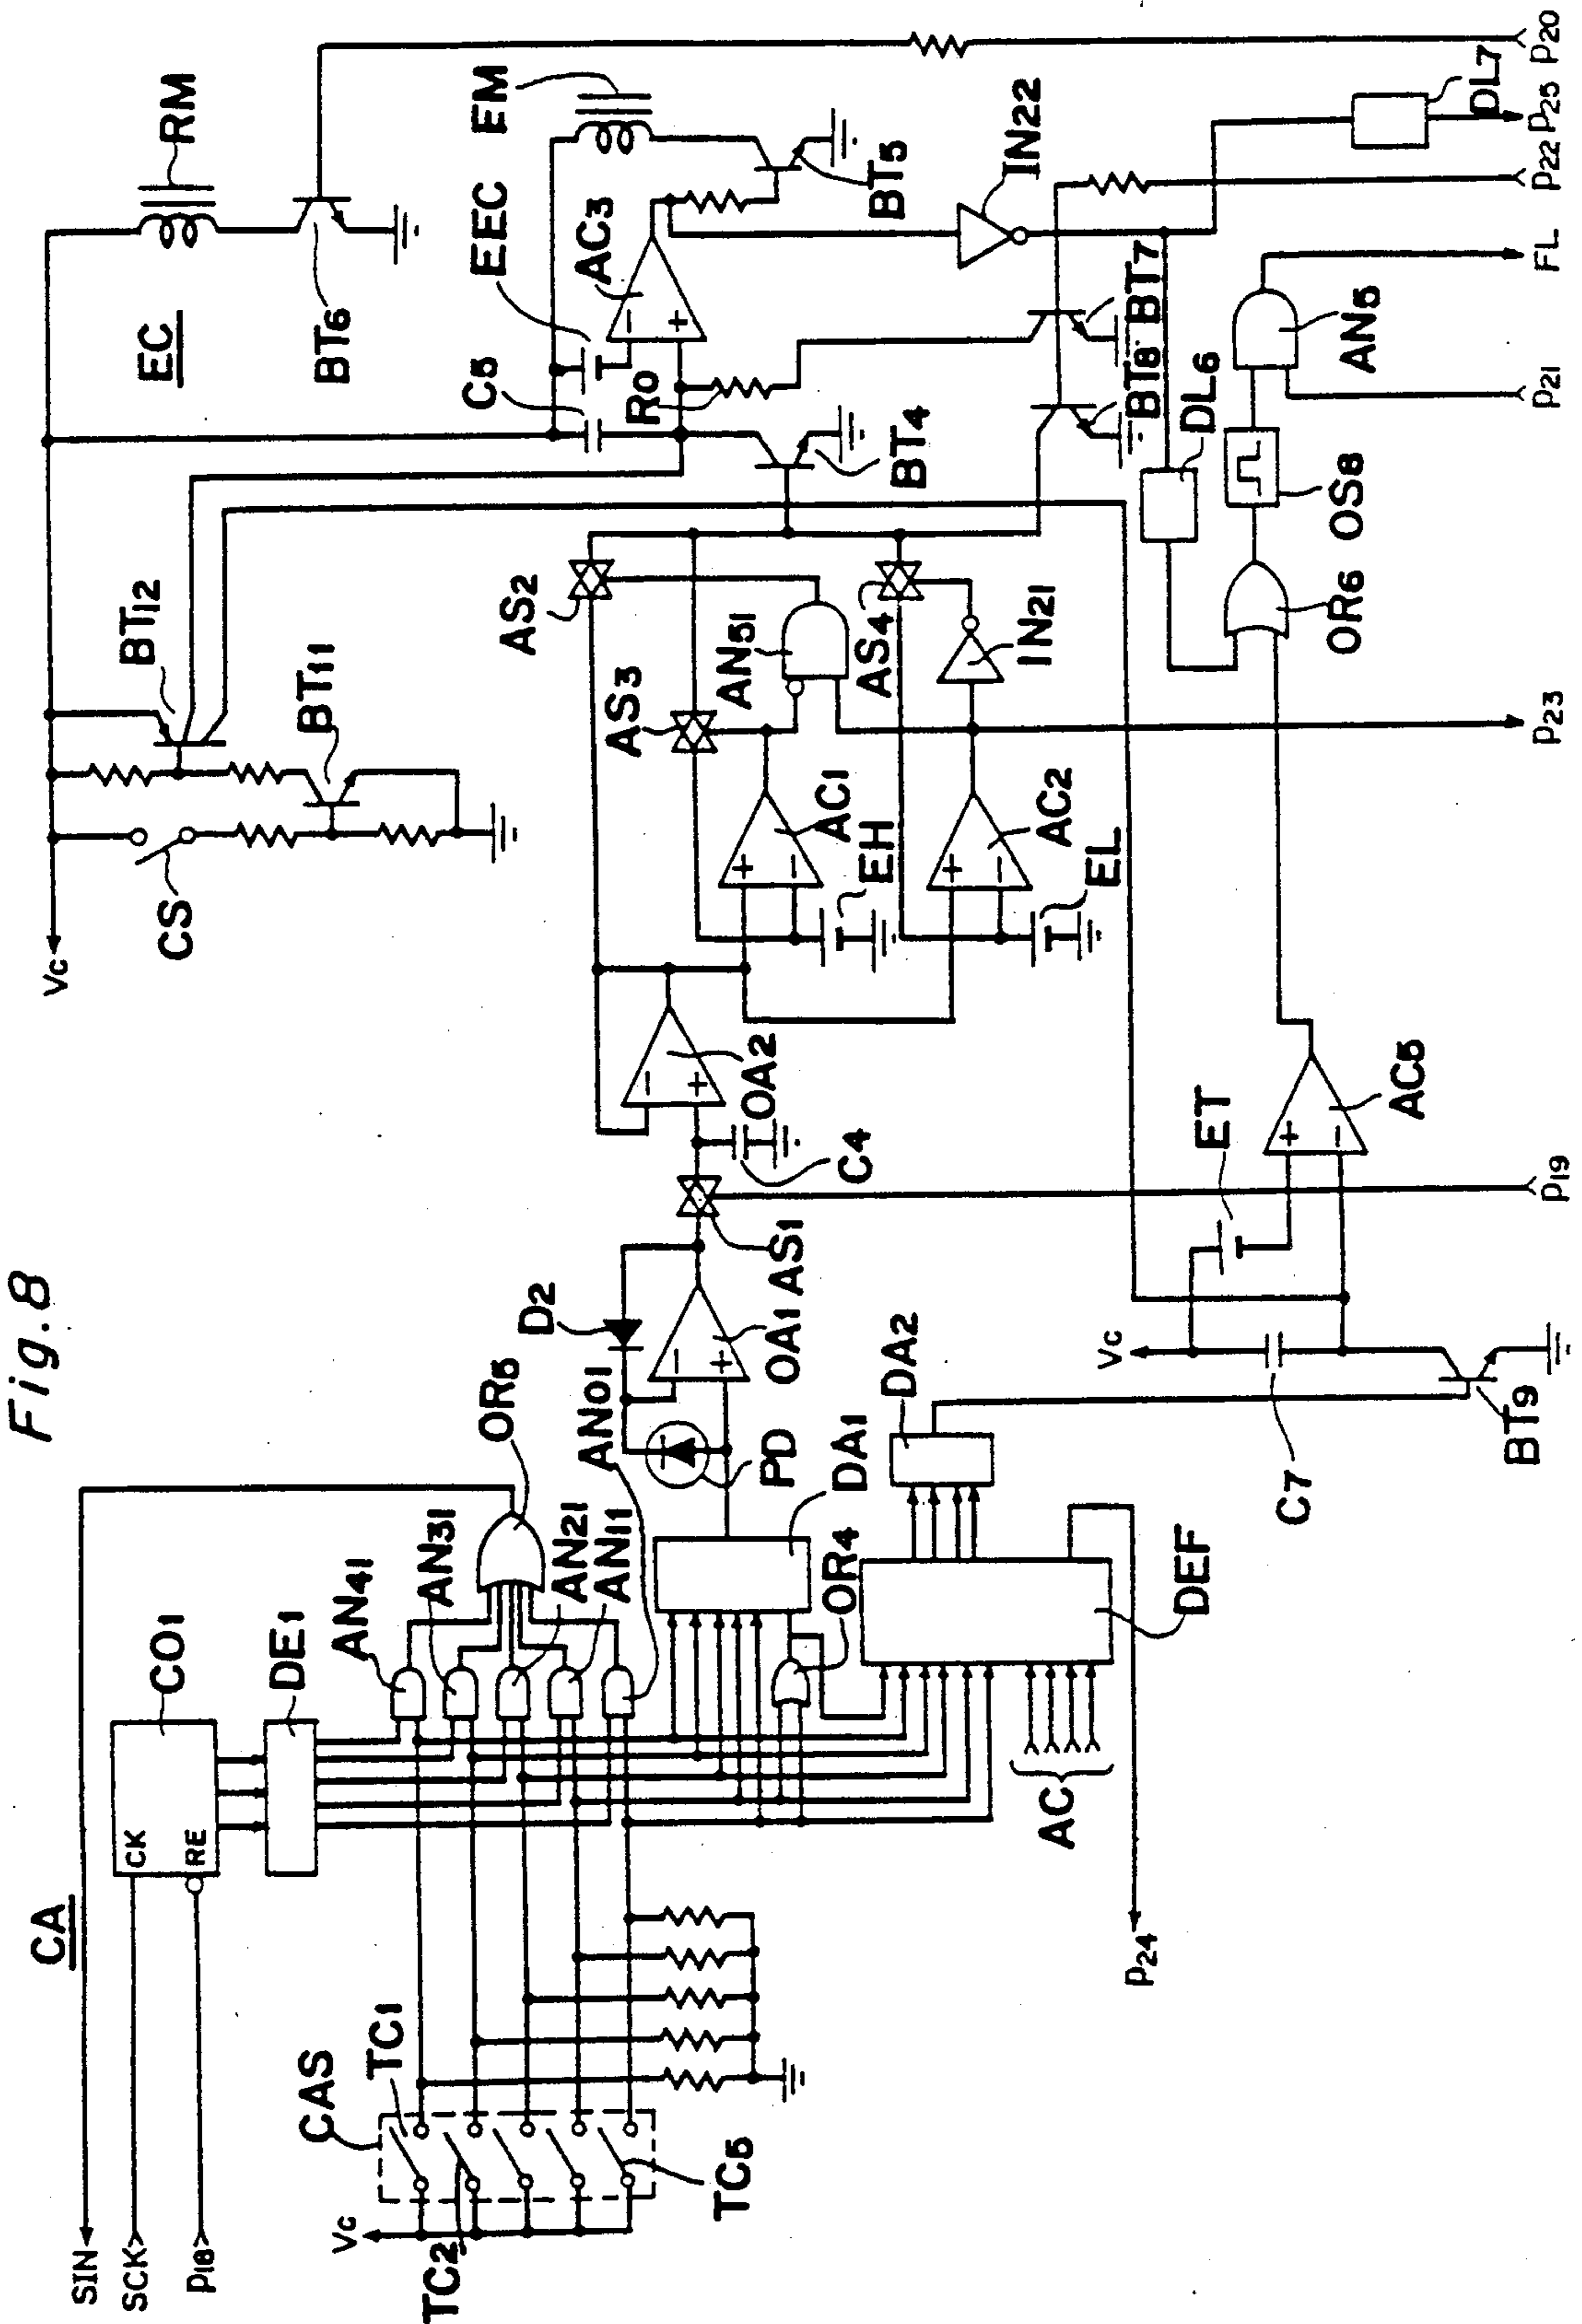 Fig.8
CA
SIN
SCK
P18
CK
RE
CO1
DE1
CAS
TC1
TC2
TC5
Vc
AN41
AN31
AN21
AN11
AN01
OR5
OR4
DA1
DA2
DEF
AC
P24
PD
D2
OA1
AS1
C4
OA2
Vc
C7
BT9
ET
AC5
P19
Vc
CS
BT11
BT12
EC
RM
BT6
EH
AC1
EL
AC2
AS3
AS2
AN51
AS4
IN21
P23
C5
EEC
AC3
EM
BT5
R0
BT4
BT8
BT7
IN22
DL6
OR6
OS8
AN5
P21
FL
P22
P25
DL7
P20